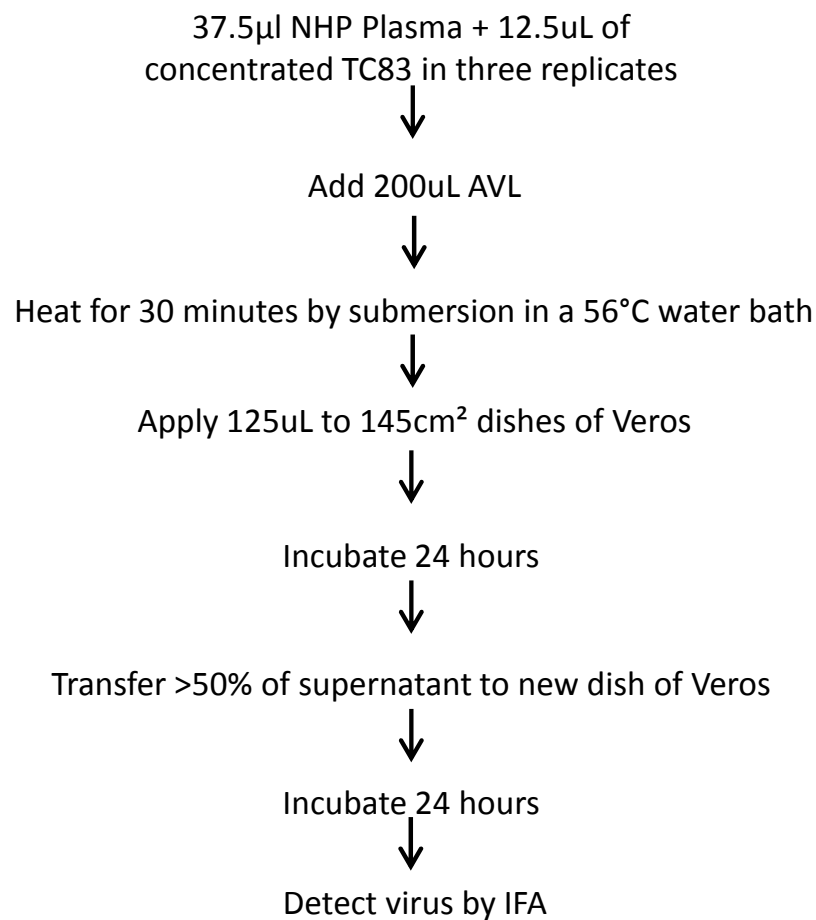 37.5µl NHP Plasma + 12.5uL of
concentrated TC83 in three replicates
Add 200uL AVL
Heat for 30 minutes by submersion in a 56°C water bath
Apply 125uL to 145cm² dishes of Veros
Incubate 24 hours
Transfer >50% of supernatant to new dish of Veros
Incubate 24 hours
Detect virus by IFA